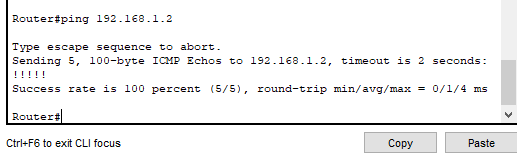 Router#ping 192.168.1.2
Type escape sequence to abort.
Sending 5, 100-byte ICMP Echos to 192.168.1.2, timeout is 2 seconds:
!!!!!
Success rate is 100 percent (5/5), round-trip min/avg/max = 0/1/4 ms
Router#
Ctrl+F6 to exit CLI focus
Copy
Paste